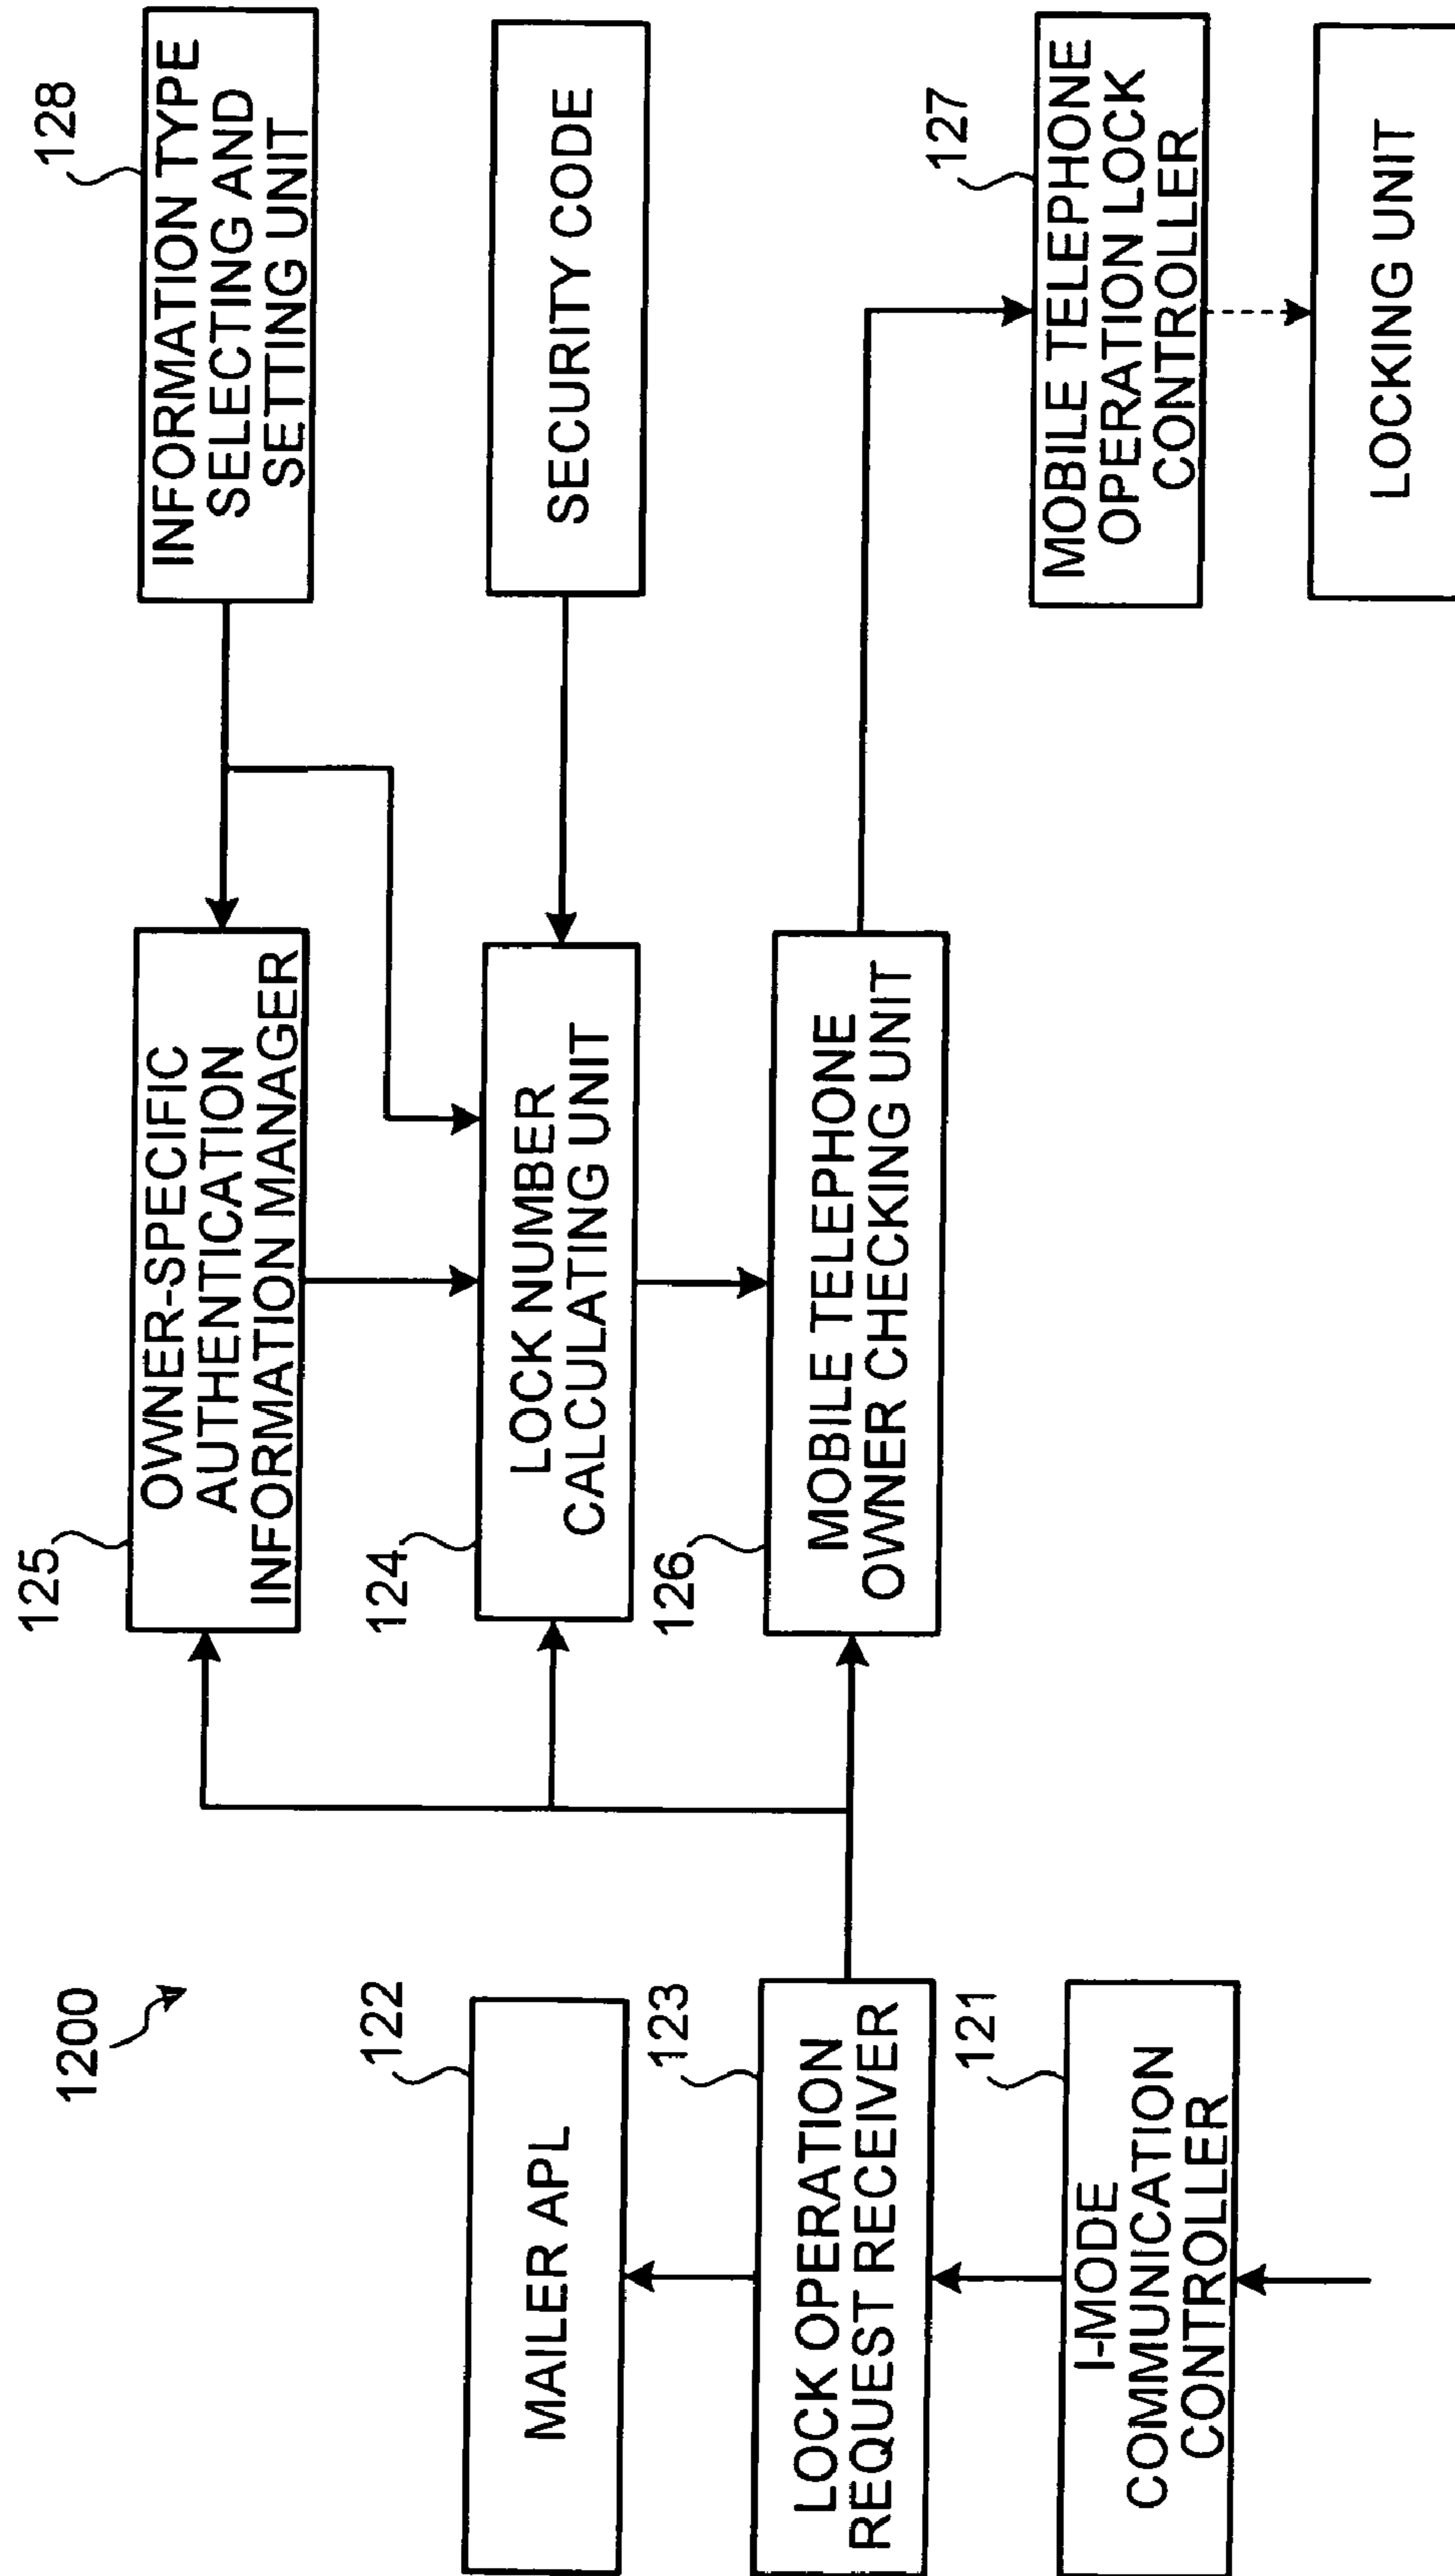 1200
122
MAILER APL
123
LOCK OPERATION
REQUEST RECEIVER
121
I-MODE
COMMUNICATION
CONTROLLER
125
OWNER-SPECIFIC
AUTHENTICATION
INFORMATION MANAGER
124
LOCK NUMBER
CALCULATING UNIT
126
MOBILE TELEPHONE
OWNER CHECKING UNIT
128
INFORMATION TYPE
SELECTING AND
SETTING UNIT
SECURITY CODE
127
MOBILE TELEPHONE
OPERATION LOCK
CONTROLLER
LOCKING UNIT